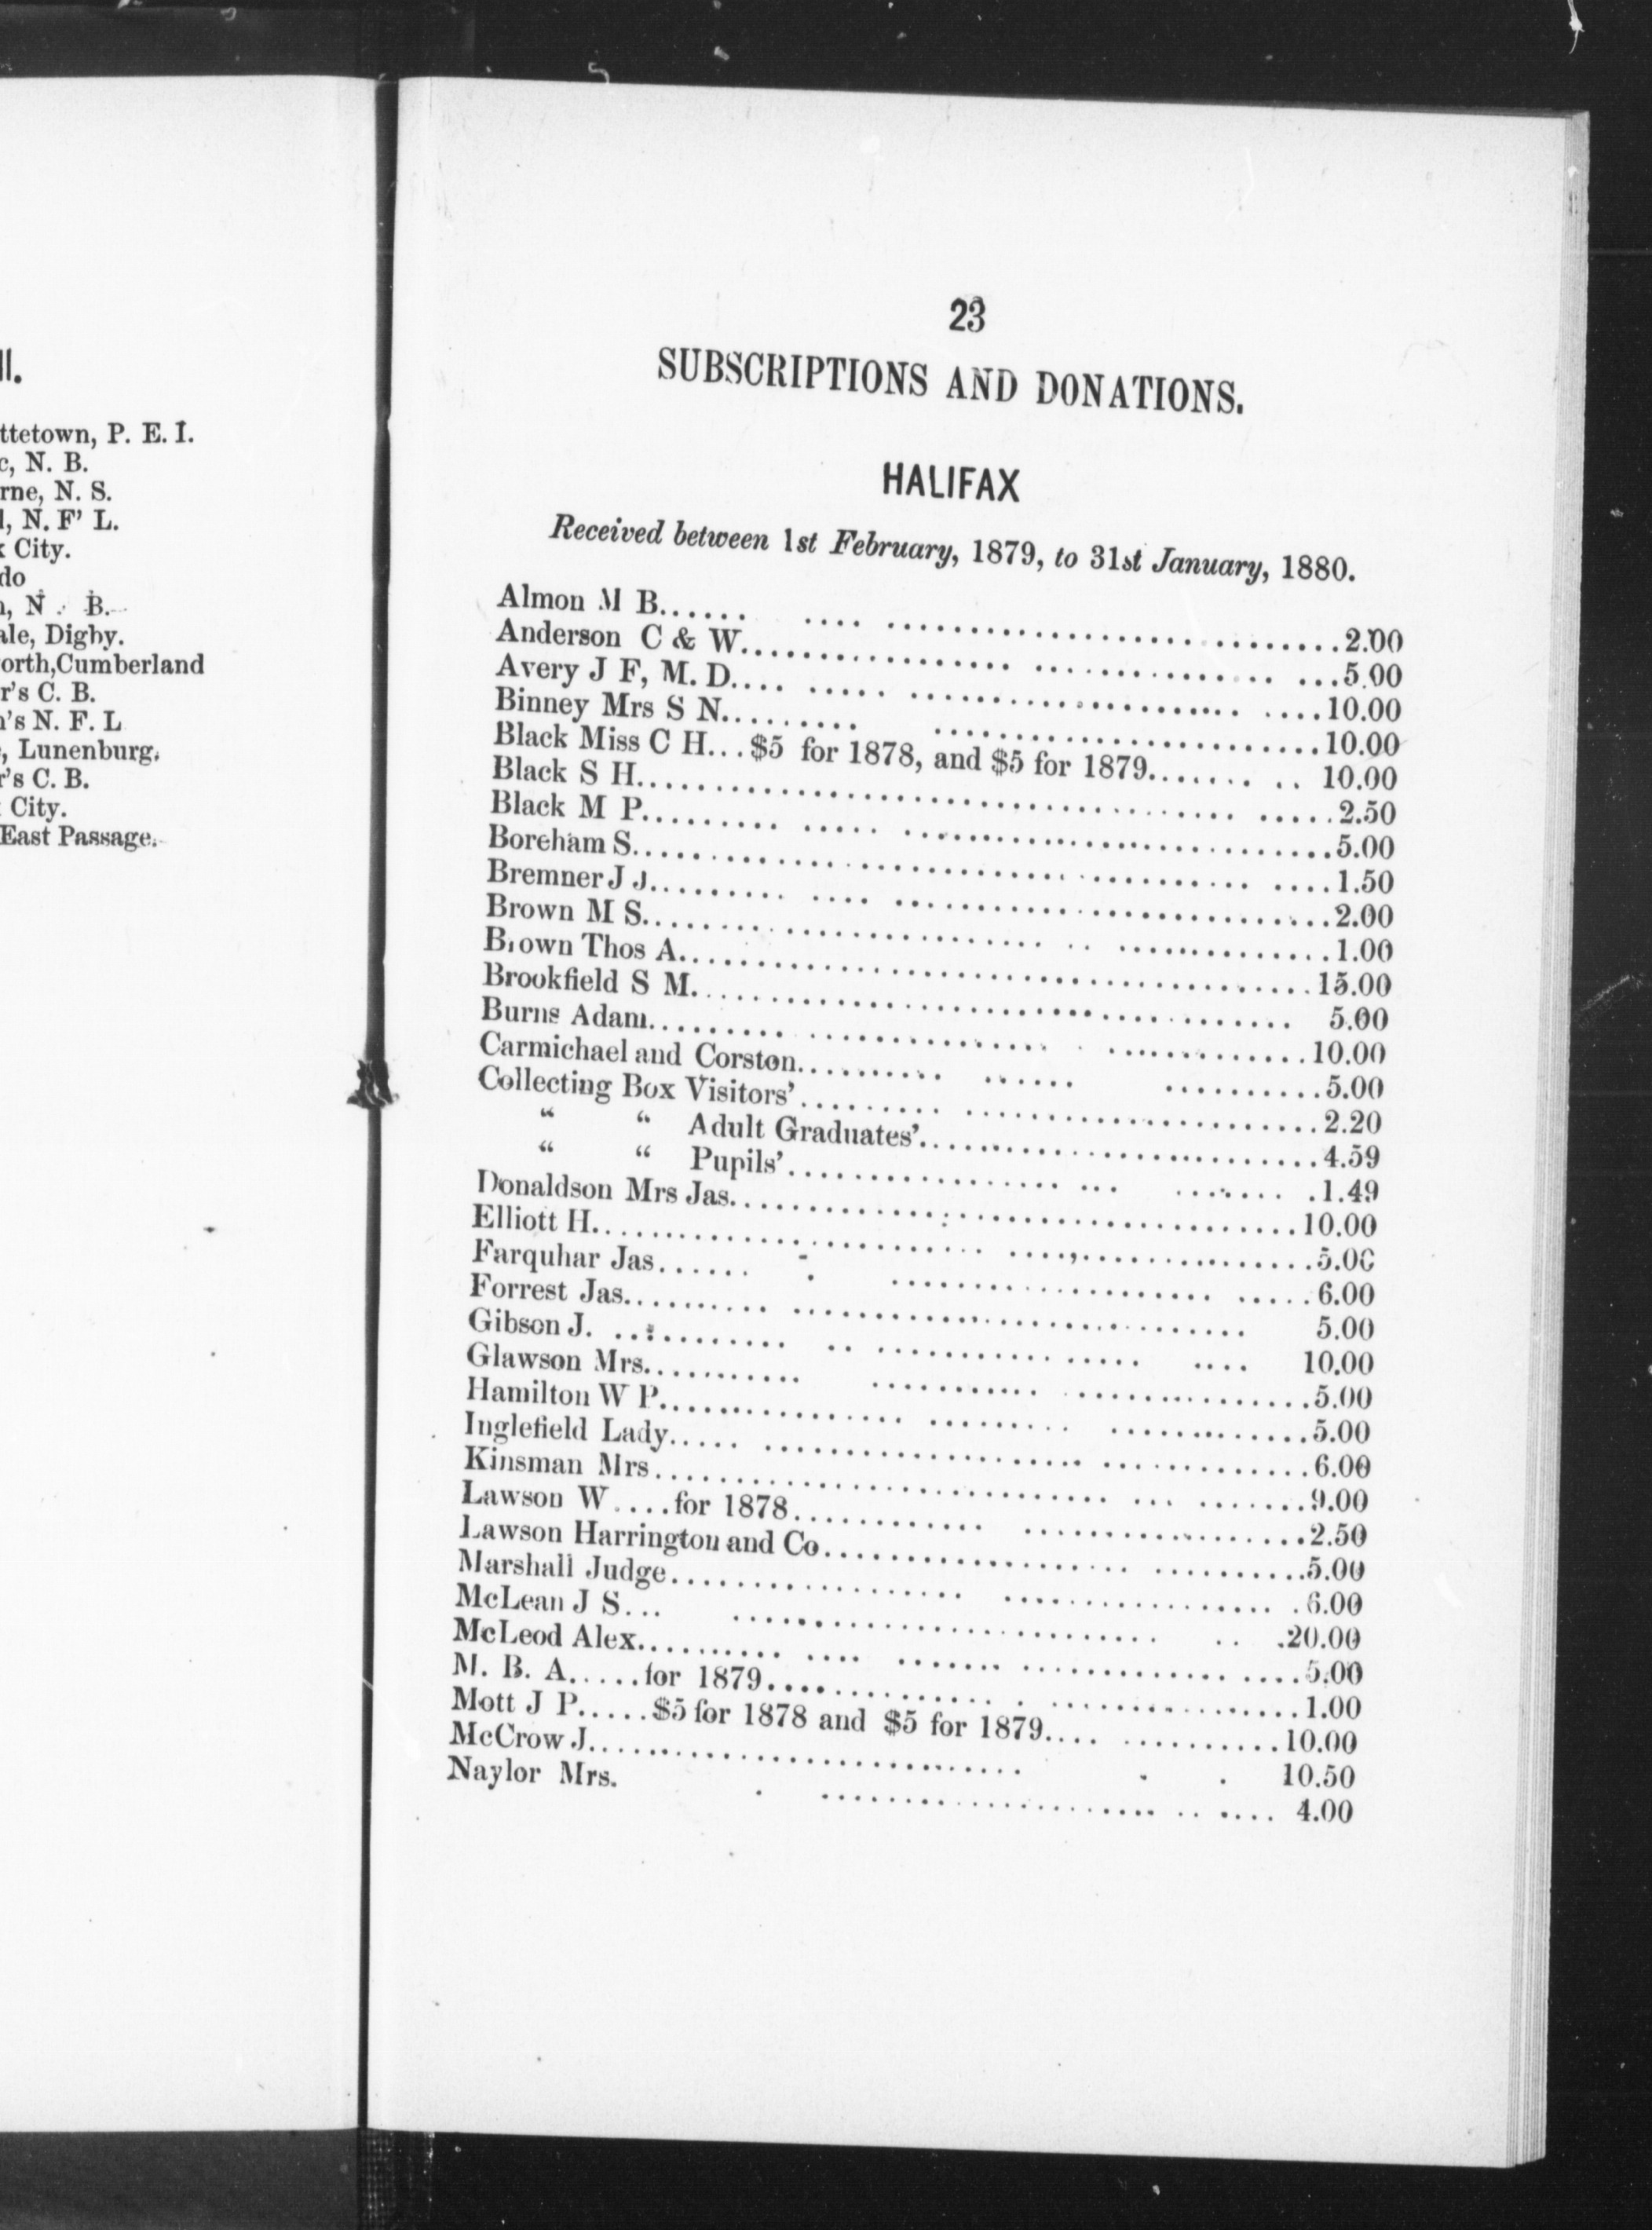 ll.
ttetown, P. E. I.
c, N. B.
rne, N. S.
l, N. F' L.
k City.
do
n, N. B.
ale, Digby.
orth, Cumberland
r's C. B.
n's N. F. L
e, Lunenburg.
r's C. B.
City.
East Passage.
23
SUBSCRIPTIONS AND DONATIONS.
HALIFAX
Received between 1st February, 1879, to 31st January, 1880.
Almon M B...... 2.00
Anderson C & W...... 5.00
Avery J F, M. D...... 10.00
Binney Mrs S N...... 10.00
Black Miss C H...$5 for 1878, and $5 for 1879...... 10.00
Black S H...... 2.50
Black M P...... 5.00
Boreham S...... 1.50
Bremner J J...... 2.00
Brown M S...... 1.00
Brown Thos A...... 15.00
Brookfield S M...... 5.00
Burns Adam...... 10.00
Carmichael and Corston...... 5.00
Collecting Box Visitors'...... 2.20
“ “ Adult Graduates'...... 4.59
“ “ Pupils'...... 1.49
Donaldson Mrs Jas...... 10.00
Elliott H...... 5.00
Farquhar Jas...... 6.00
Forrest Jas...... 5.00
Gibson J. ...... 10.00
Glawson Mrs...... 5.00
Hamilton W P...... 5.00
Inglefield Lady...... 6.00
Kinsman Mrs...... 9.00
Lawson W....for 1878...... 2.50
Lawson Harrington and Co...... 5.00
Marshall Judge...... 6.00
McLean J S...... 20.00
McLeod Alex...... 5.00
M. B. A.....for 1879...... 1.00
Mott J P.....$5 for 1878 and $5 for 1879...... 10.00
McCrow J...... 10.50
Naylor Mrs. ...... 4.00